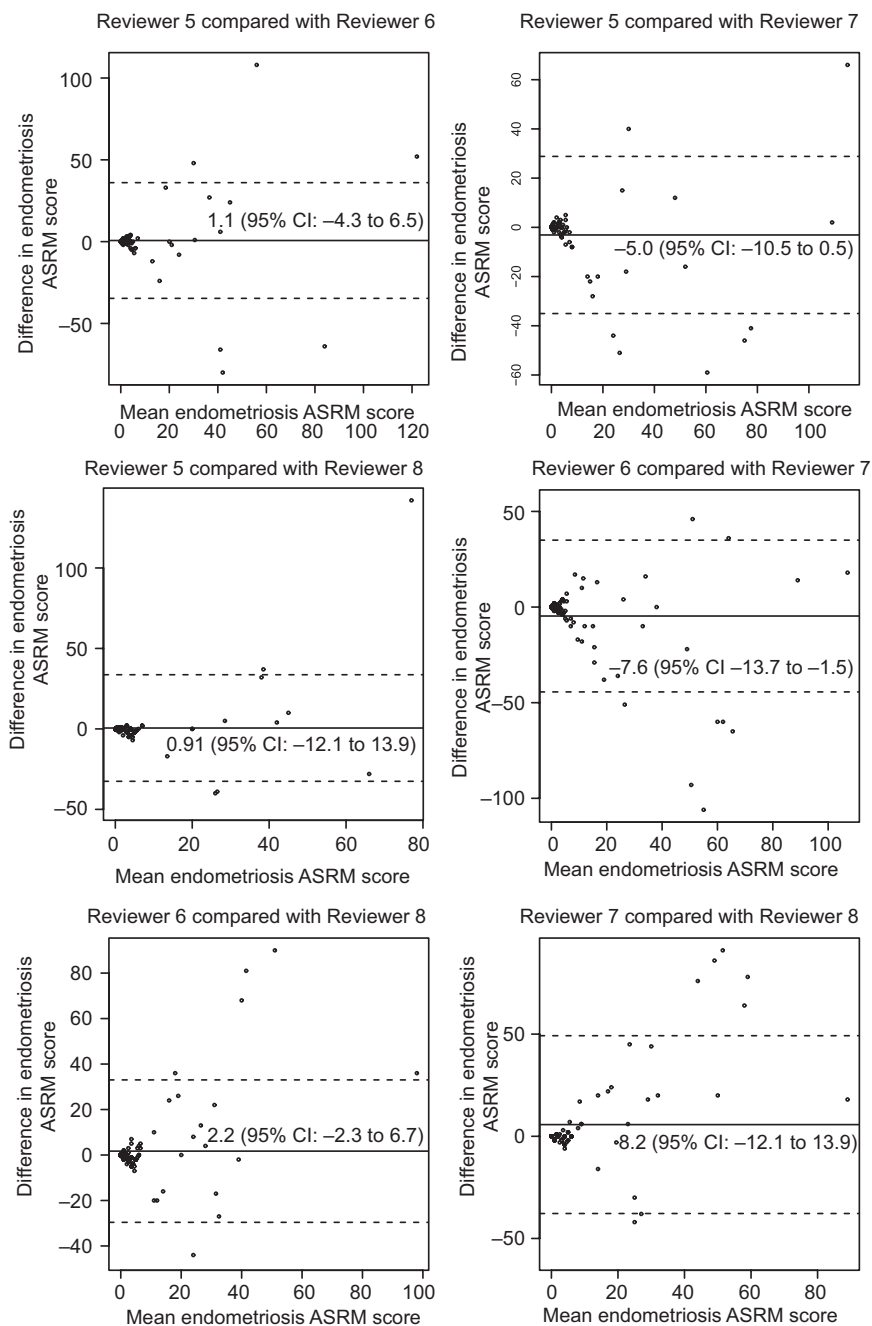 Reviewer 5 compared with Reviewer 6
Difference in endometriosis
ASRM score
100
50
0
–50
1.1 (95% CI: –4.3 to 6.5)
Mean endometriosis ASRM score
0 20 40 60 80 100 120
Reviewer 5 compared with Reviewer 7
Difference in endometriosis
ASRM score
60
40
20
0
–20
–40
–60
–5.0 (95% CI: –10.5 to 0.5)
Mean endometriosis ASRM score
0 20 40 60 80 100
Reviewer 5 compared with Reviewer 8
Difference in endometriosis
ASRM score
100
50
0
–50
0.91 (95% CI: –12.1 to 13.9)
0 20 40 60 80
Mean endometriosis ASRM score
Reviewer 6 compared with Reviewer 7
Difference in endometriosis
ASRM score
50
0
–50
–100
–7.6 (95% CI –13.7 to –1.5)
0 20 40 60 80 100
Mean endometriosis ASRM score
Reviewer 6 compared with Reviewer 8
Difference in endometriosis
ASRM score
80
60
40
20
0
–20
–40
2.2 (95% CI: –2.3 to 6.7)
0 20 40 60 80 100
Mean endometriosis ASRM score
Reviewer 7 compared with Reviewer 8
Difference in endometriosis
ASRM score
50
0
–50
8.2 (95% CI: –12.1 to 13.9)
0 20 40 60 80
Mean endometriosis ASRM score